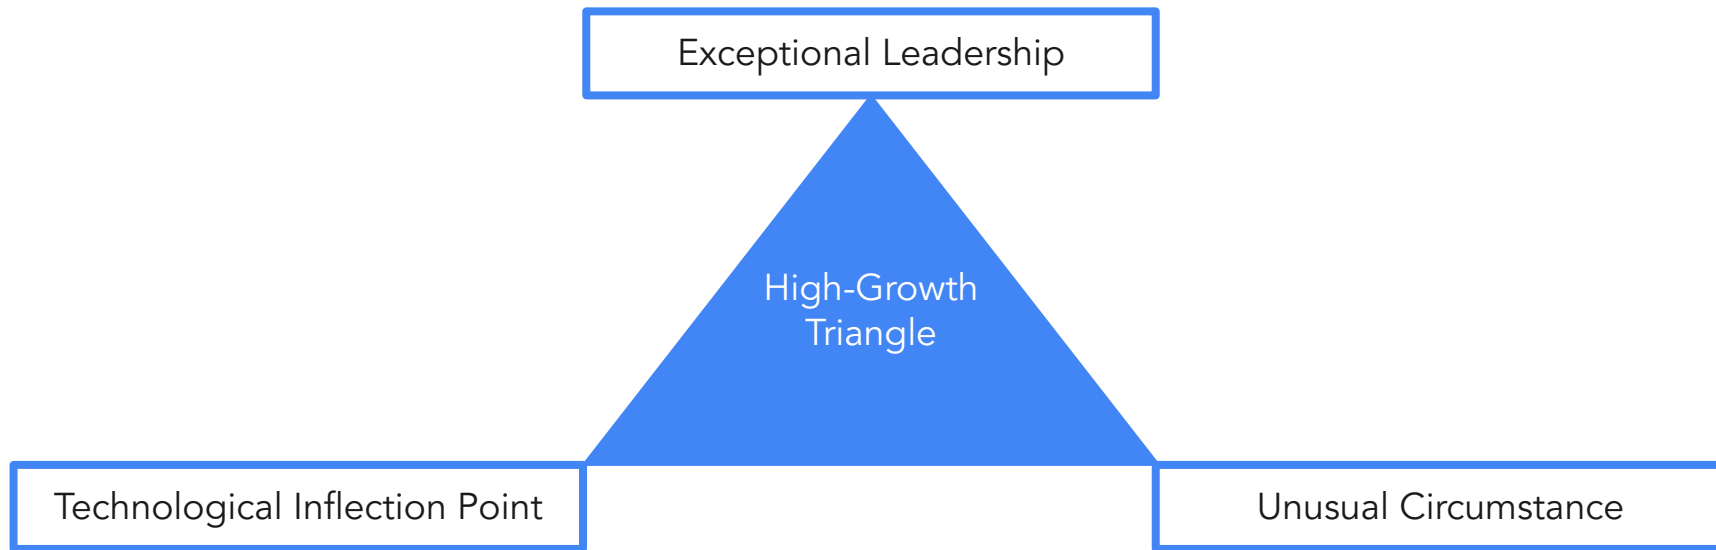 Exceptional Leadership
High-Growth
Triangle
Technological Inflection Point
Unusual Circumstance